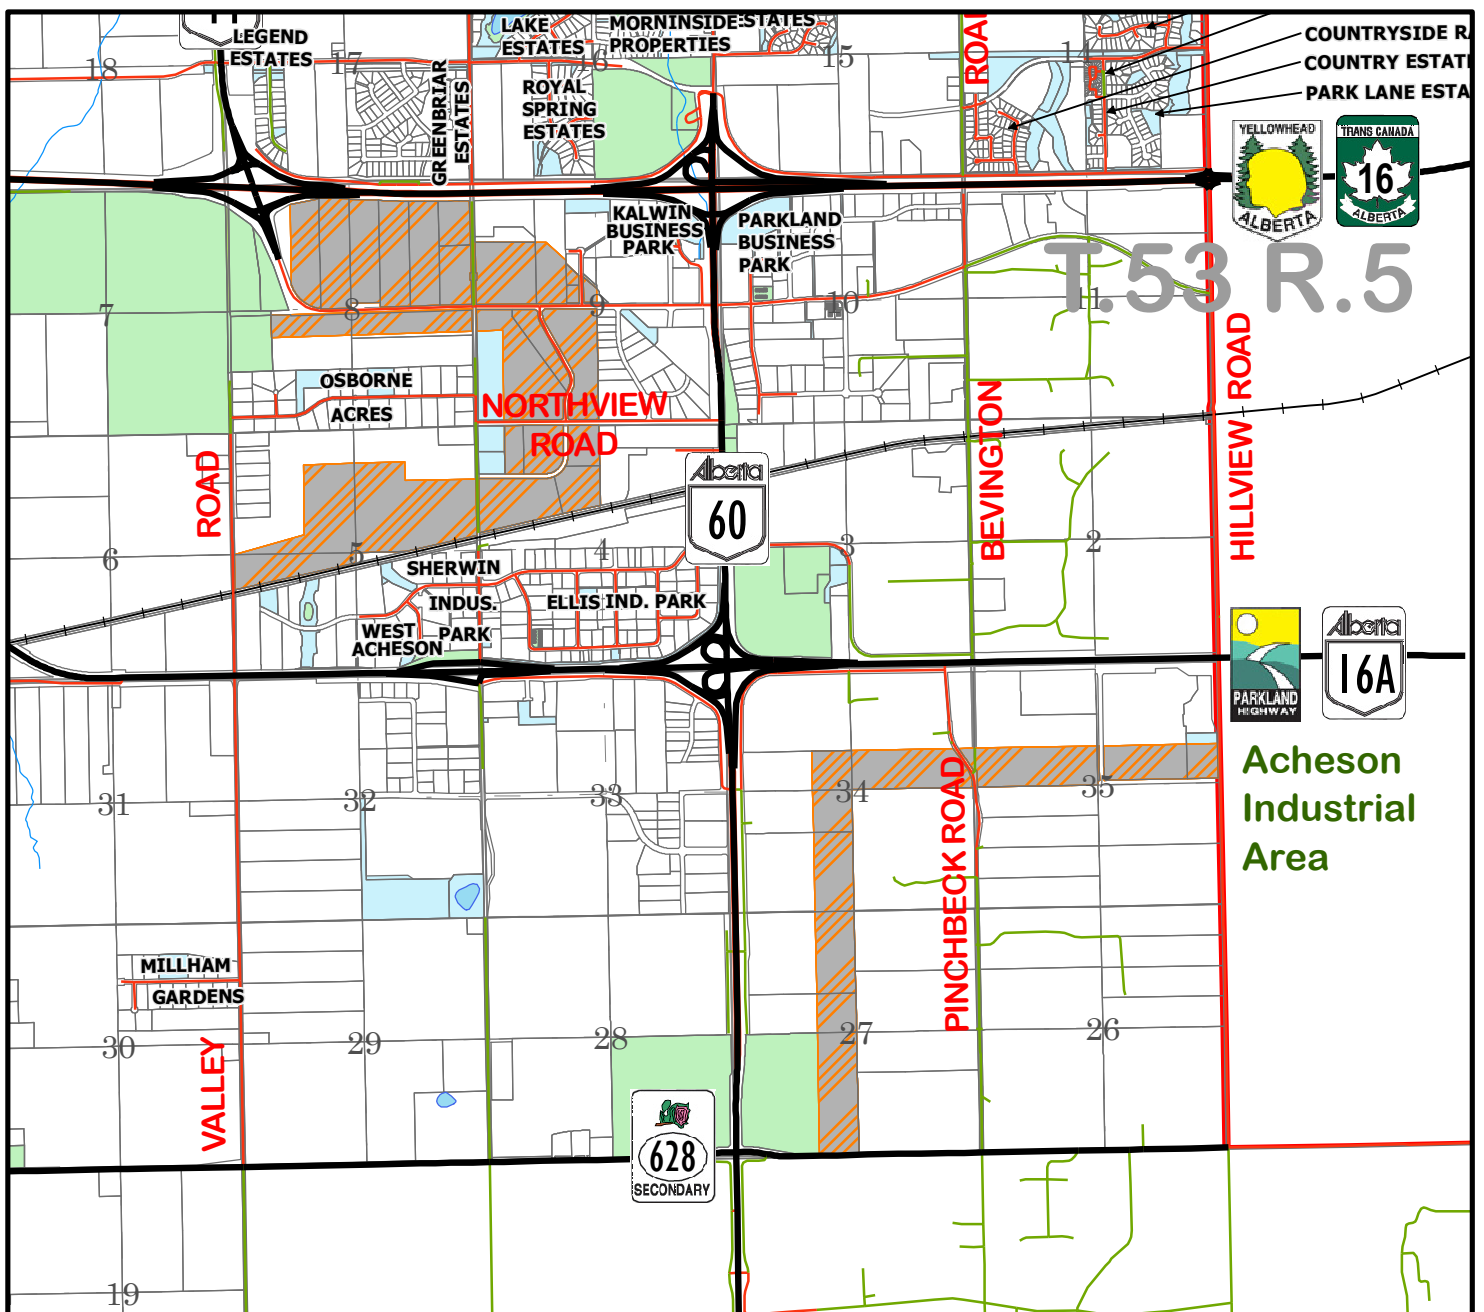 LEGEND
ESTATES
LAKE
ESTATES
MORNINSIDE
PROPERTIES
ESTATES
ROAD
COUNTRYSIDE
COUNTRY
PARK LANE
18
17
16
15
14
GREENBRIAR
ESTATES
ROYAL
SPRING
ESTATES
YELLOWHEAD
ALBERTA
TRANS CANADA
16
ALBERTA
KALWIN
BUSINESS
PARK
PARKLAND
BUSINESS
PARK
T.53 R.5
7
8
9
10
11
OSBORNE
ACRES
NORTHVIEW
ROAD
ROAD
BEVINGTON
HILLVIEW ROAD
Alberta
60
6
5
4
3
2
SHERWIN
INDUS.
PARK
ELLIS IND. PARK
WEST
ACHESON
PARKLAND
HIGHWAY
Alberta
16A
Acheson
Industrial
Area
31
32
33
34
35
PINCHBECK ROAD
MILLHAM
GARDENS
30
29
28
27
26
VALLEY
628
SECONDARY
19